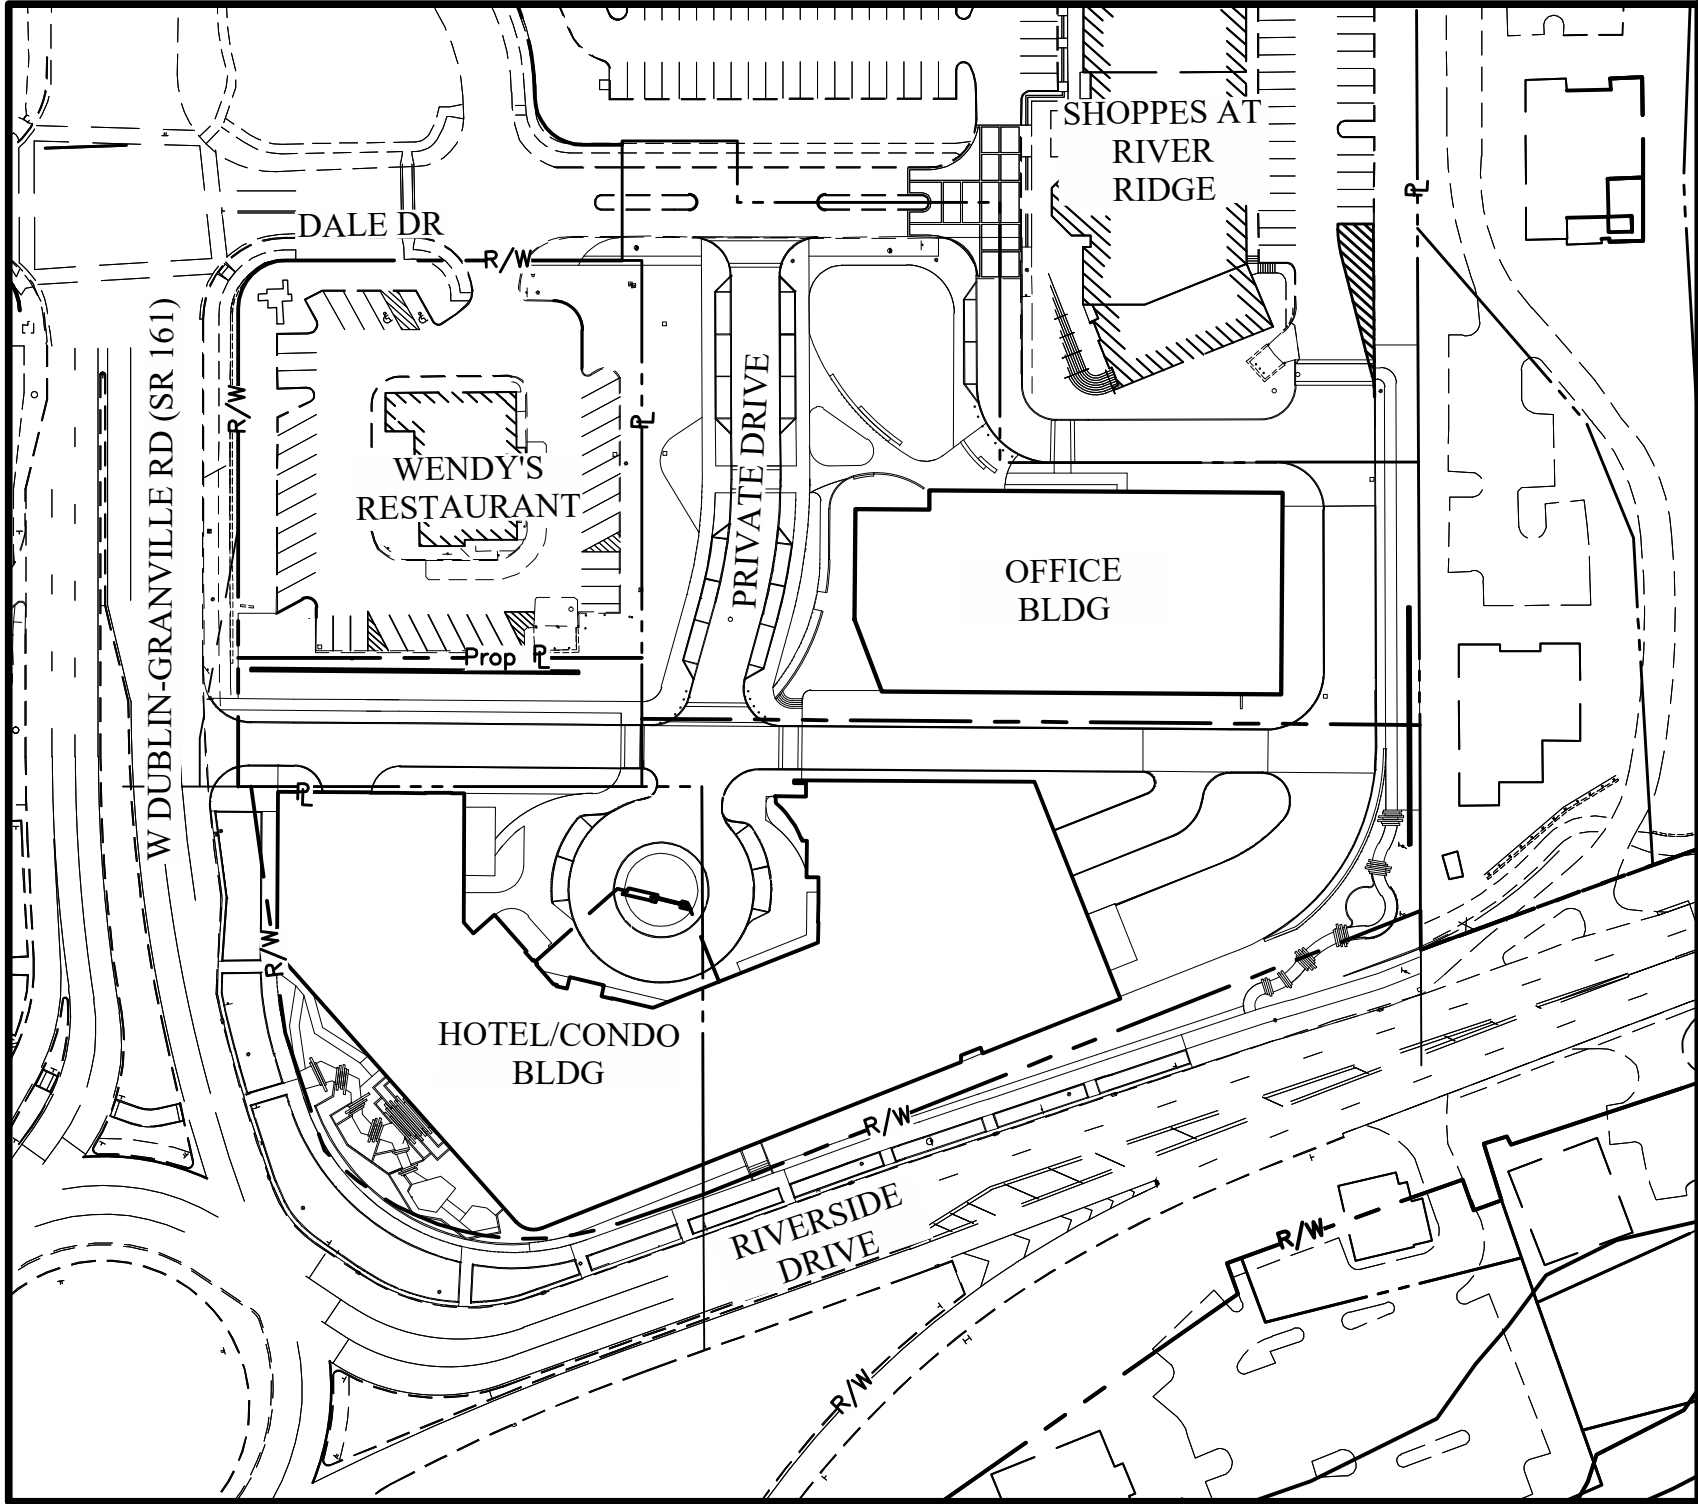 SHOPPES AT
RIVER
RIDGE
PL
DALE DR
R/W
W DUBLIN-GRANVILLE RD (SR 161)
R/W
PRIVATE DRIVE
PL
WENDY'S
RESTAURANT
OFFICE
BLDG
Prop PL
PL
R/W
HOTEL/CONDO
BLDG
R/W
RIVERSIDE
DRIVE
R/W
R/W